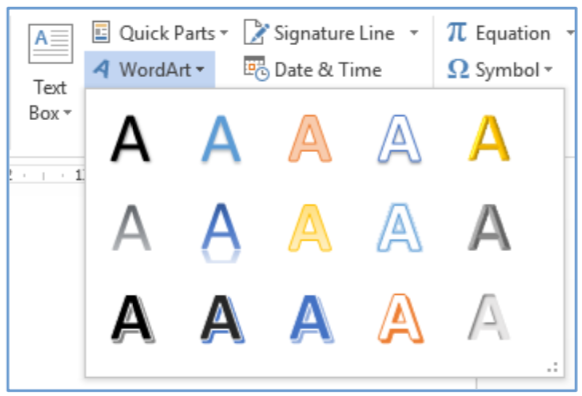 Quick Parts
Signature Line
π Equation
A WordArt
Date & Time
Ω Symbol
A
Text
Box
A A A A A
A A A A A
A A A A A